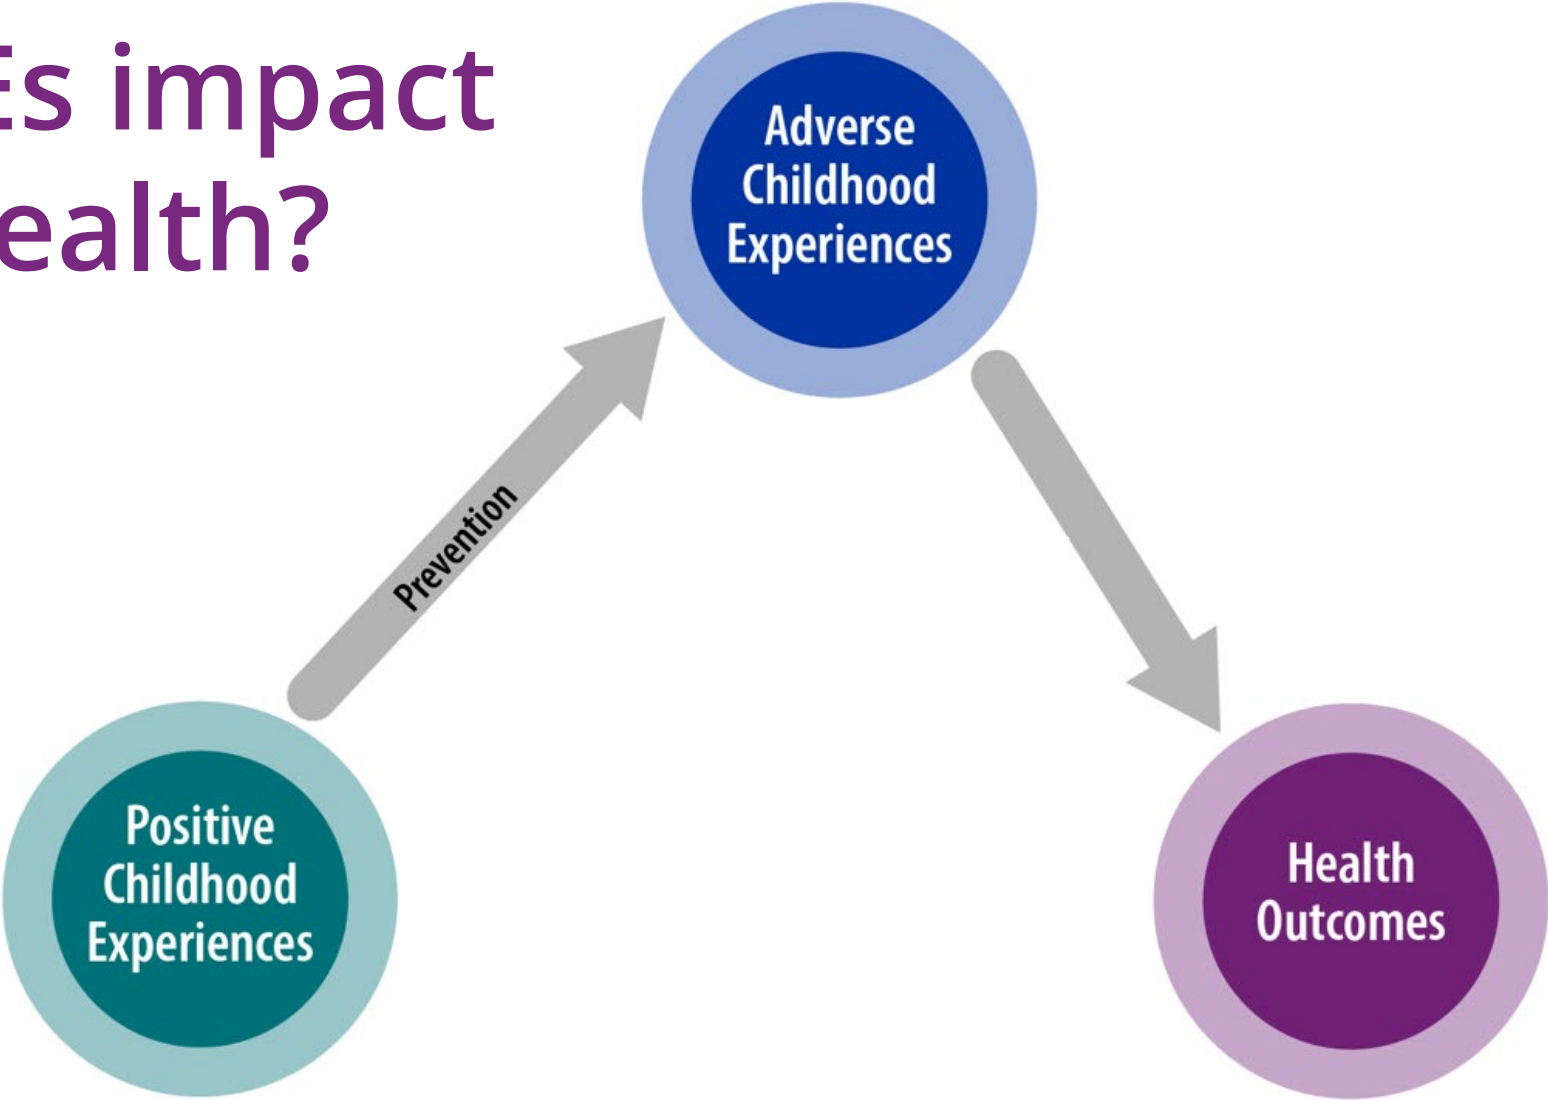 Es impact
ealth?
Adverse
Childhood
Experiences
Prevention
Positive
Childhood
Experiences
Health
Outcomes